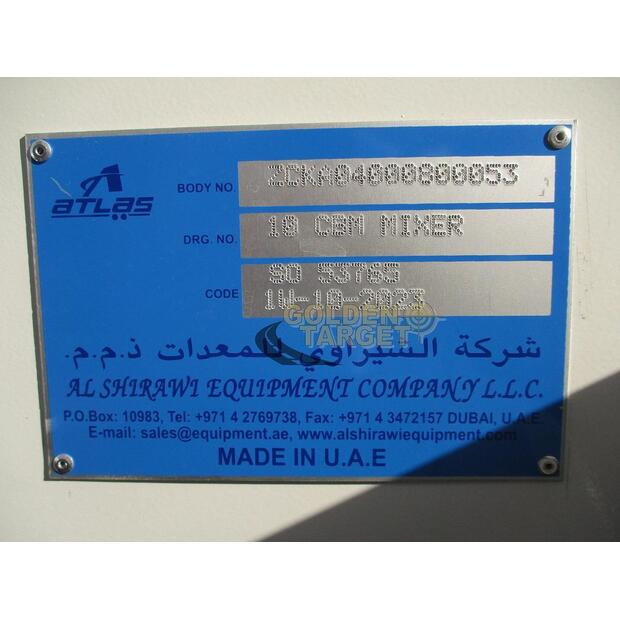 ATLAS
BODY NO. ZCKA04000800053
DRG. NO. 10 CBM MIXER
CODE SO 53765
1W-10-2023
GOLDEN
TARGET
شركة الشيراوي للمعدات ذ.م.م.
AL SHIRAWI EQUIPMENT COMPANY L.L.C.
P.O.Box: 10983, Tel: +971 4 2769738, Fax: +971 4 3472157 DUBAI, U.A.E.
E-mail: sales@equipment.ae, www.alshirawiequipment.com
MADE IN U.A.E